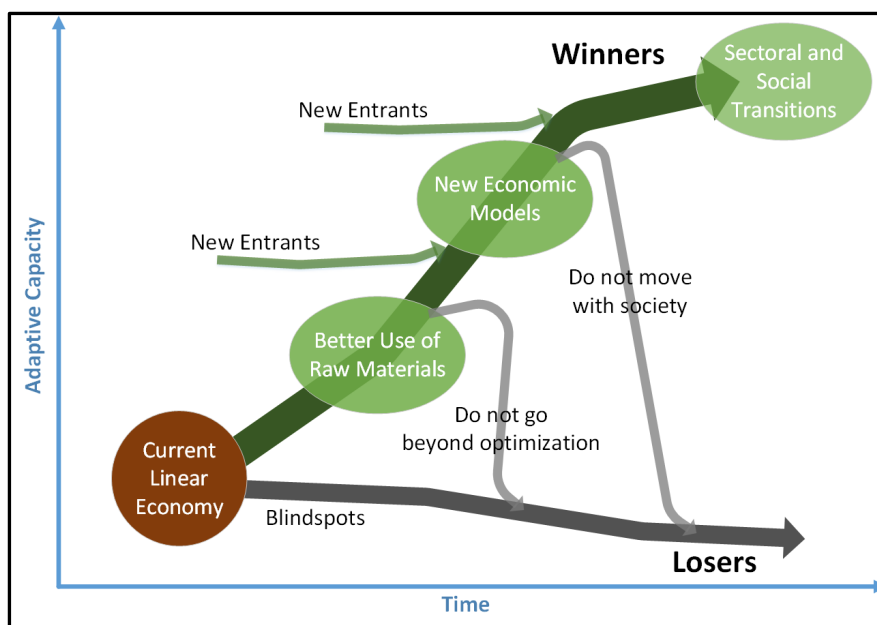 Winners
Sectoral and
Social
Transitions
New Entrants
New Economic
Models
New Entrants
Do not move
with society
Adaptive Capacity
Better Use of
Raw Materials
Do not go
beyond optimization
Current
Linear
Economy
Blindspots
Losers
Time